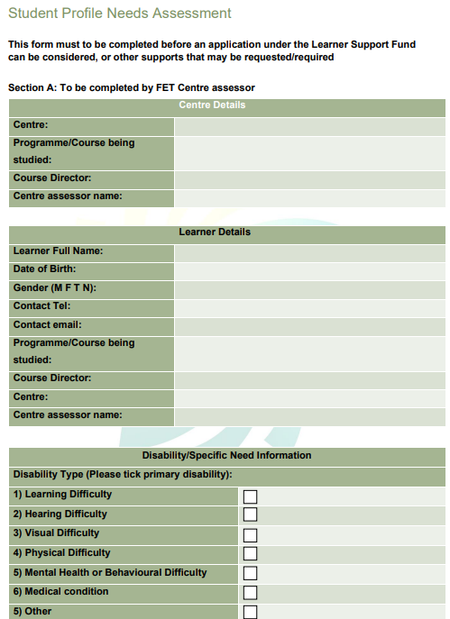 Student Profile Needs Assessment
This form must to be completed before an application under the Learner Support Fund
can be considered, or other supports that may be requested/required
Section A: To be completed by FET Centre assessor
Centre Details
Centre:
Programme/Course being
studied:
Course Director:
Centre assessor name:
Learner Details
Learner Full Name:
Date of Birth:
Gender (M F T N):
Contact Tel:
Contact email:
Programme/Course being
studied:
Course Director:
Centre:
Centre assessor name:
Disability/Specific Need Information
Disability Type (Please tick primary disability):
1) Learning Difficulty
2) Hearing Difficulty
3) Visual Difficulty
4) Physical Difficulty
5) Mental Health or Behavioural Difficulty
6) Medical condition
5) Other